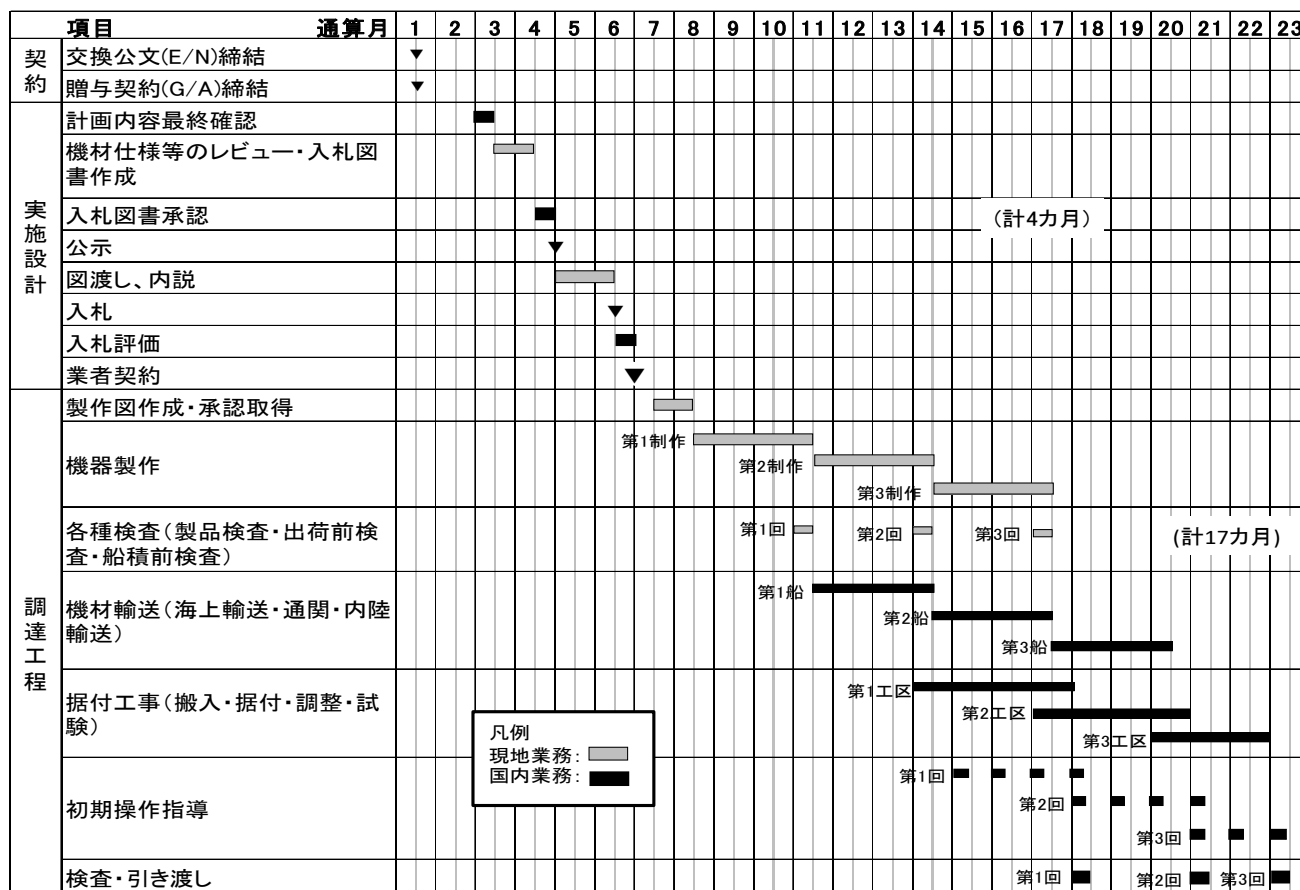 項目 通算月 1 2 3 4 5 6 7 8 9 10 11 12 13 14 15 16 17 18 19 20 21 22 23
契約
交換公文(E/N)締結
贈与契約(G/A)締結
実施設計
計画内容最終確認
機材仕様等のレビュー・入札図
書作成
入札図書承認
(計4カ月)
公示
図渡し、内説
入札
入札評価
業者契約
調達工程
製作図作成・承認取得
機器製作
第1制作
第2制作
第3制作
各種検査(製品検査・出荷前検
査・船積前検査)
第1回 第2回 第3回
(計17カ月)
機材輸送(海上輸送・通関・内陸
輸送)
第1船
第2船
第3船
据付工事(搬入・据付・調整・試
験)
第1工区
第2工区
第3工区
凡例
現地業務:
国内業務:
初期操作指導
第1回
第2回
第3回
検査・引き渡し
第1回 第2回 第3回